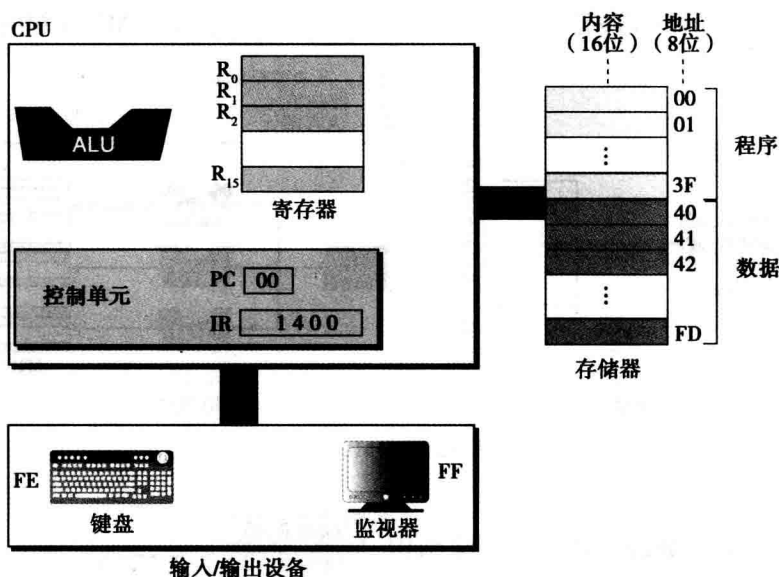 CPU
内容
（16位）
地址
（8位）
R0
R1
R2
R15
寄存器
ALU
控制单元
PC 00
IR 1400
00
01
⋮
3F
40
41
42
⋮
FD
程序
数据
存储器
FE
键盘
FF
监视器
输入/输出设备